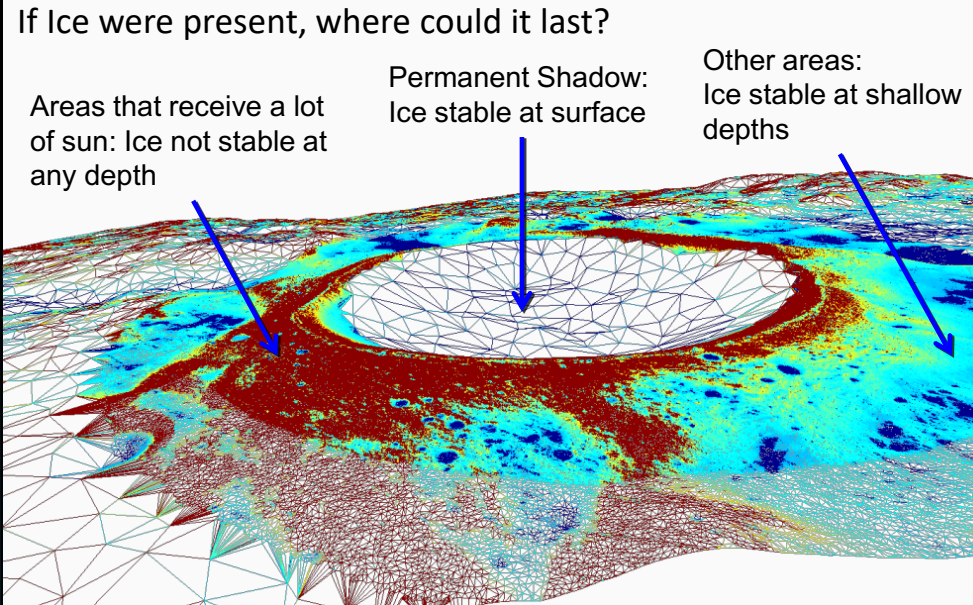 If Ice were present, where could it last?
Areas that receive a lot
of sun: Ice not stable at
any depth
Permanent Shadow:
Ice stable at surface
Other areas:
Ice stable at shallow
depths